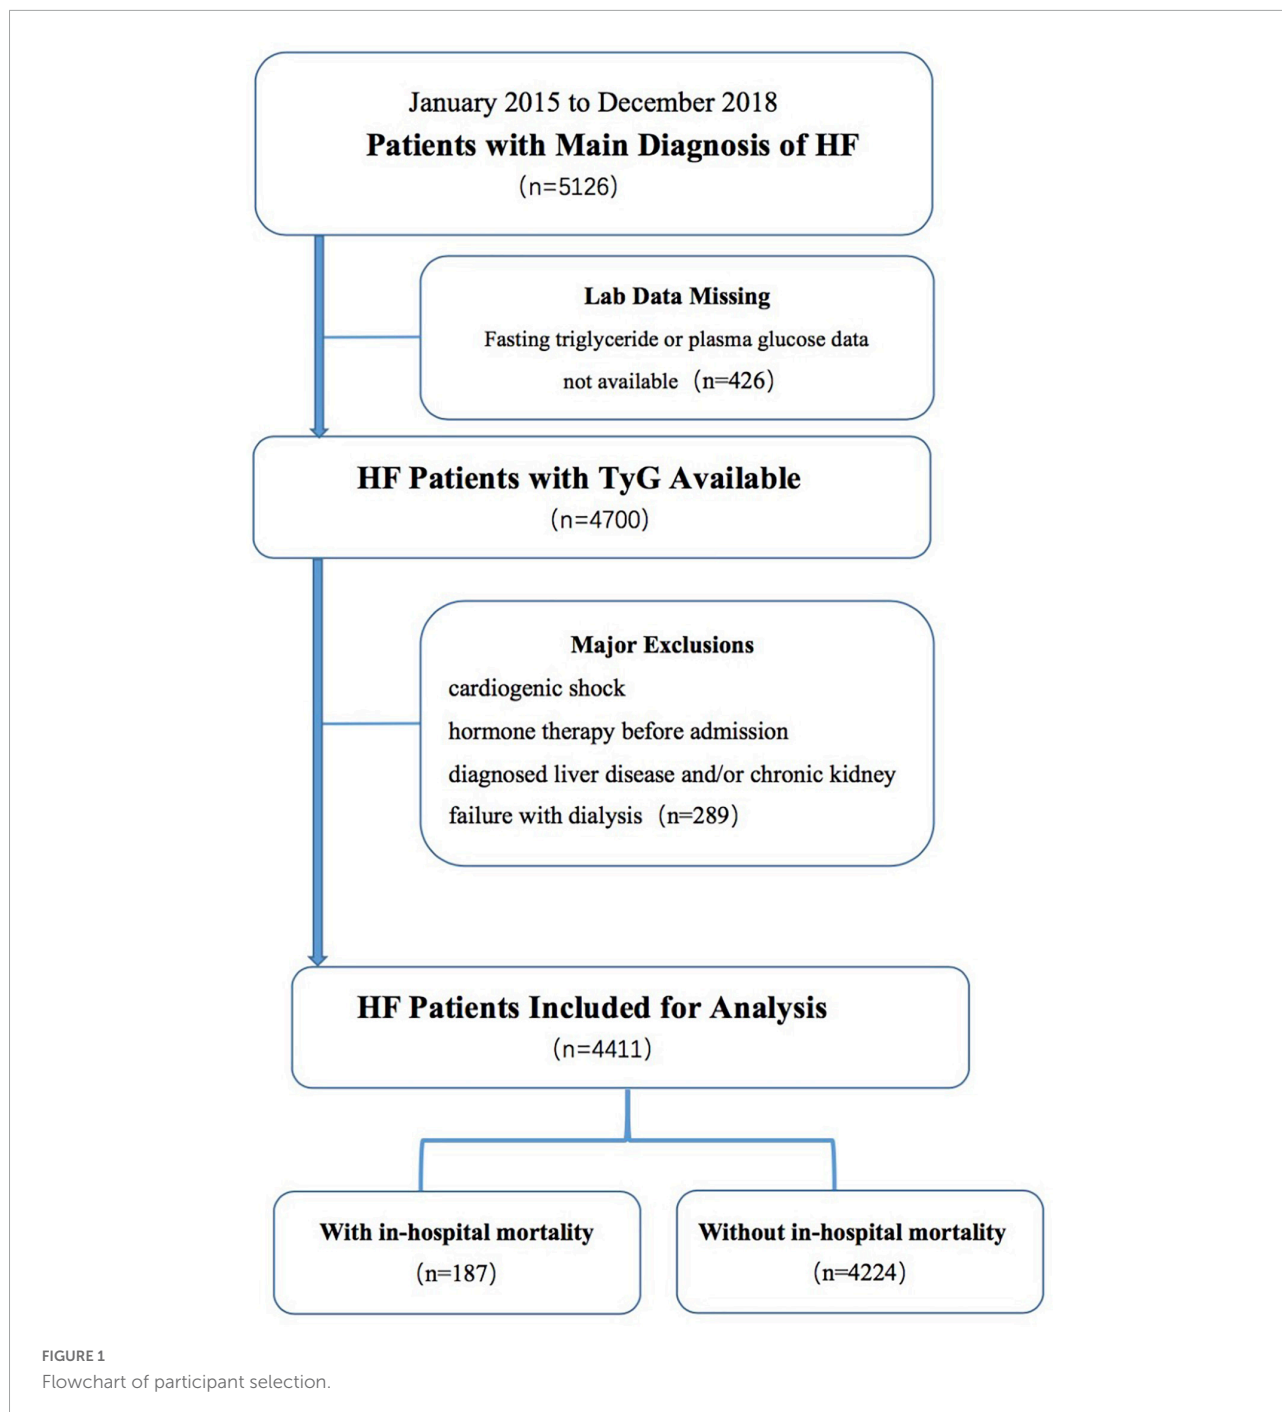 January 2015 to December 2018
Patients with Main Diagnosis of HF
(n=5126)
Lab Data Missing
Fasting triglyceride or plasma glucose data
not available (n=426)
HF Patients with TyG Available
(n=4700)
Major Exclusions
cardiogenic shock
hormone therapy before admission
diagnosed liver disease and/or chronic kidney
failure with dialysis (n=289)
HF Patients Included for Analysis
(n=4411)
With in-hospital mortality
(n=187)
Without in-hospital mortality
(n=4224)
FIGURE 1
Flowchart of participant selection.